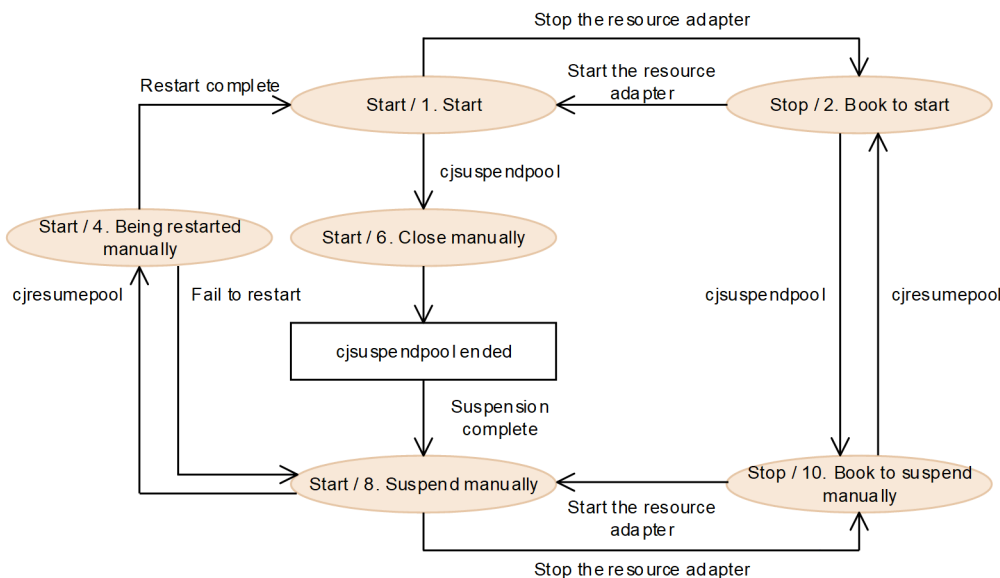 Stop the resource adapter
Restart complete
Start the resource
adapter
Start / 1. Start
Stop / 2. Book to start
cjsuspendpool
Start / 4. Being restarted
manually
Start / 6. Close manually
cjresumepool
Fail to restart
cjsuspendpool
cjresumepool
cjsuspendpool ended
Suspension
complete
Start / 8. Suspend manually
Stop / 10. Book to suspend
manually
Start the resource
adapter
Stop the resource adapter